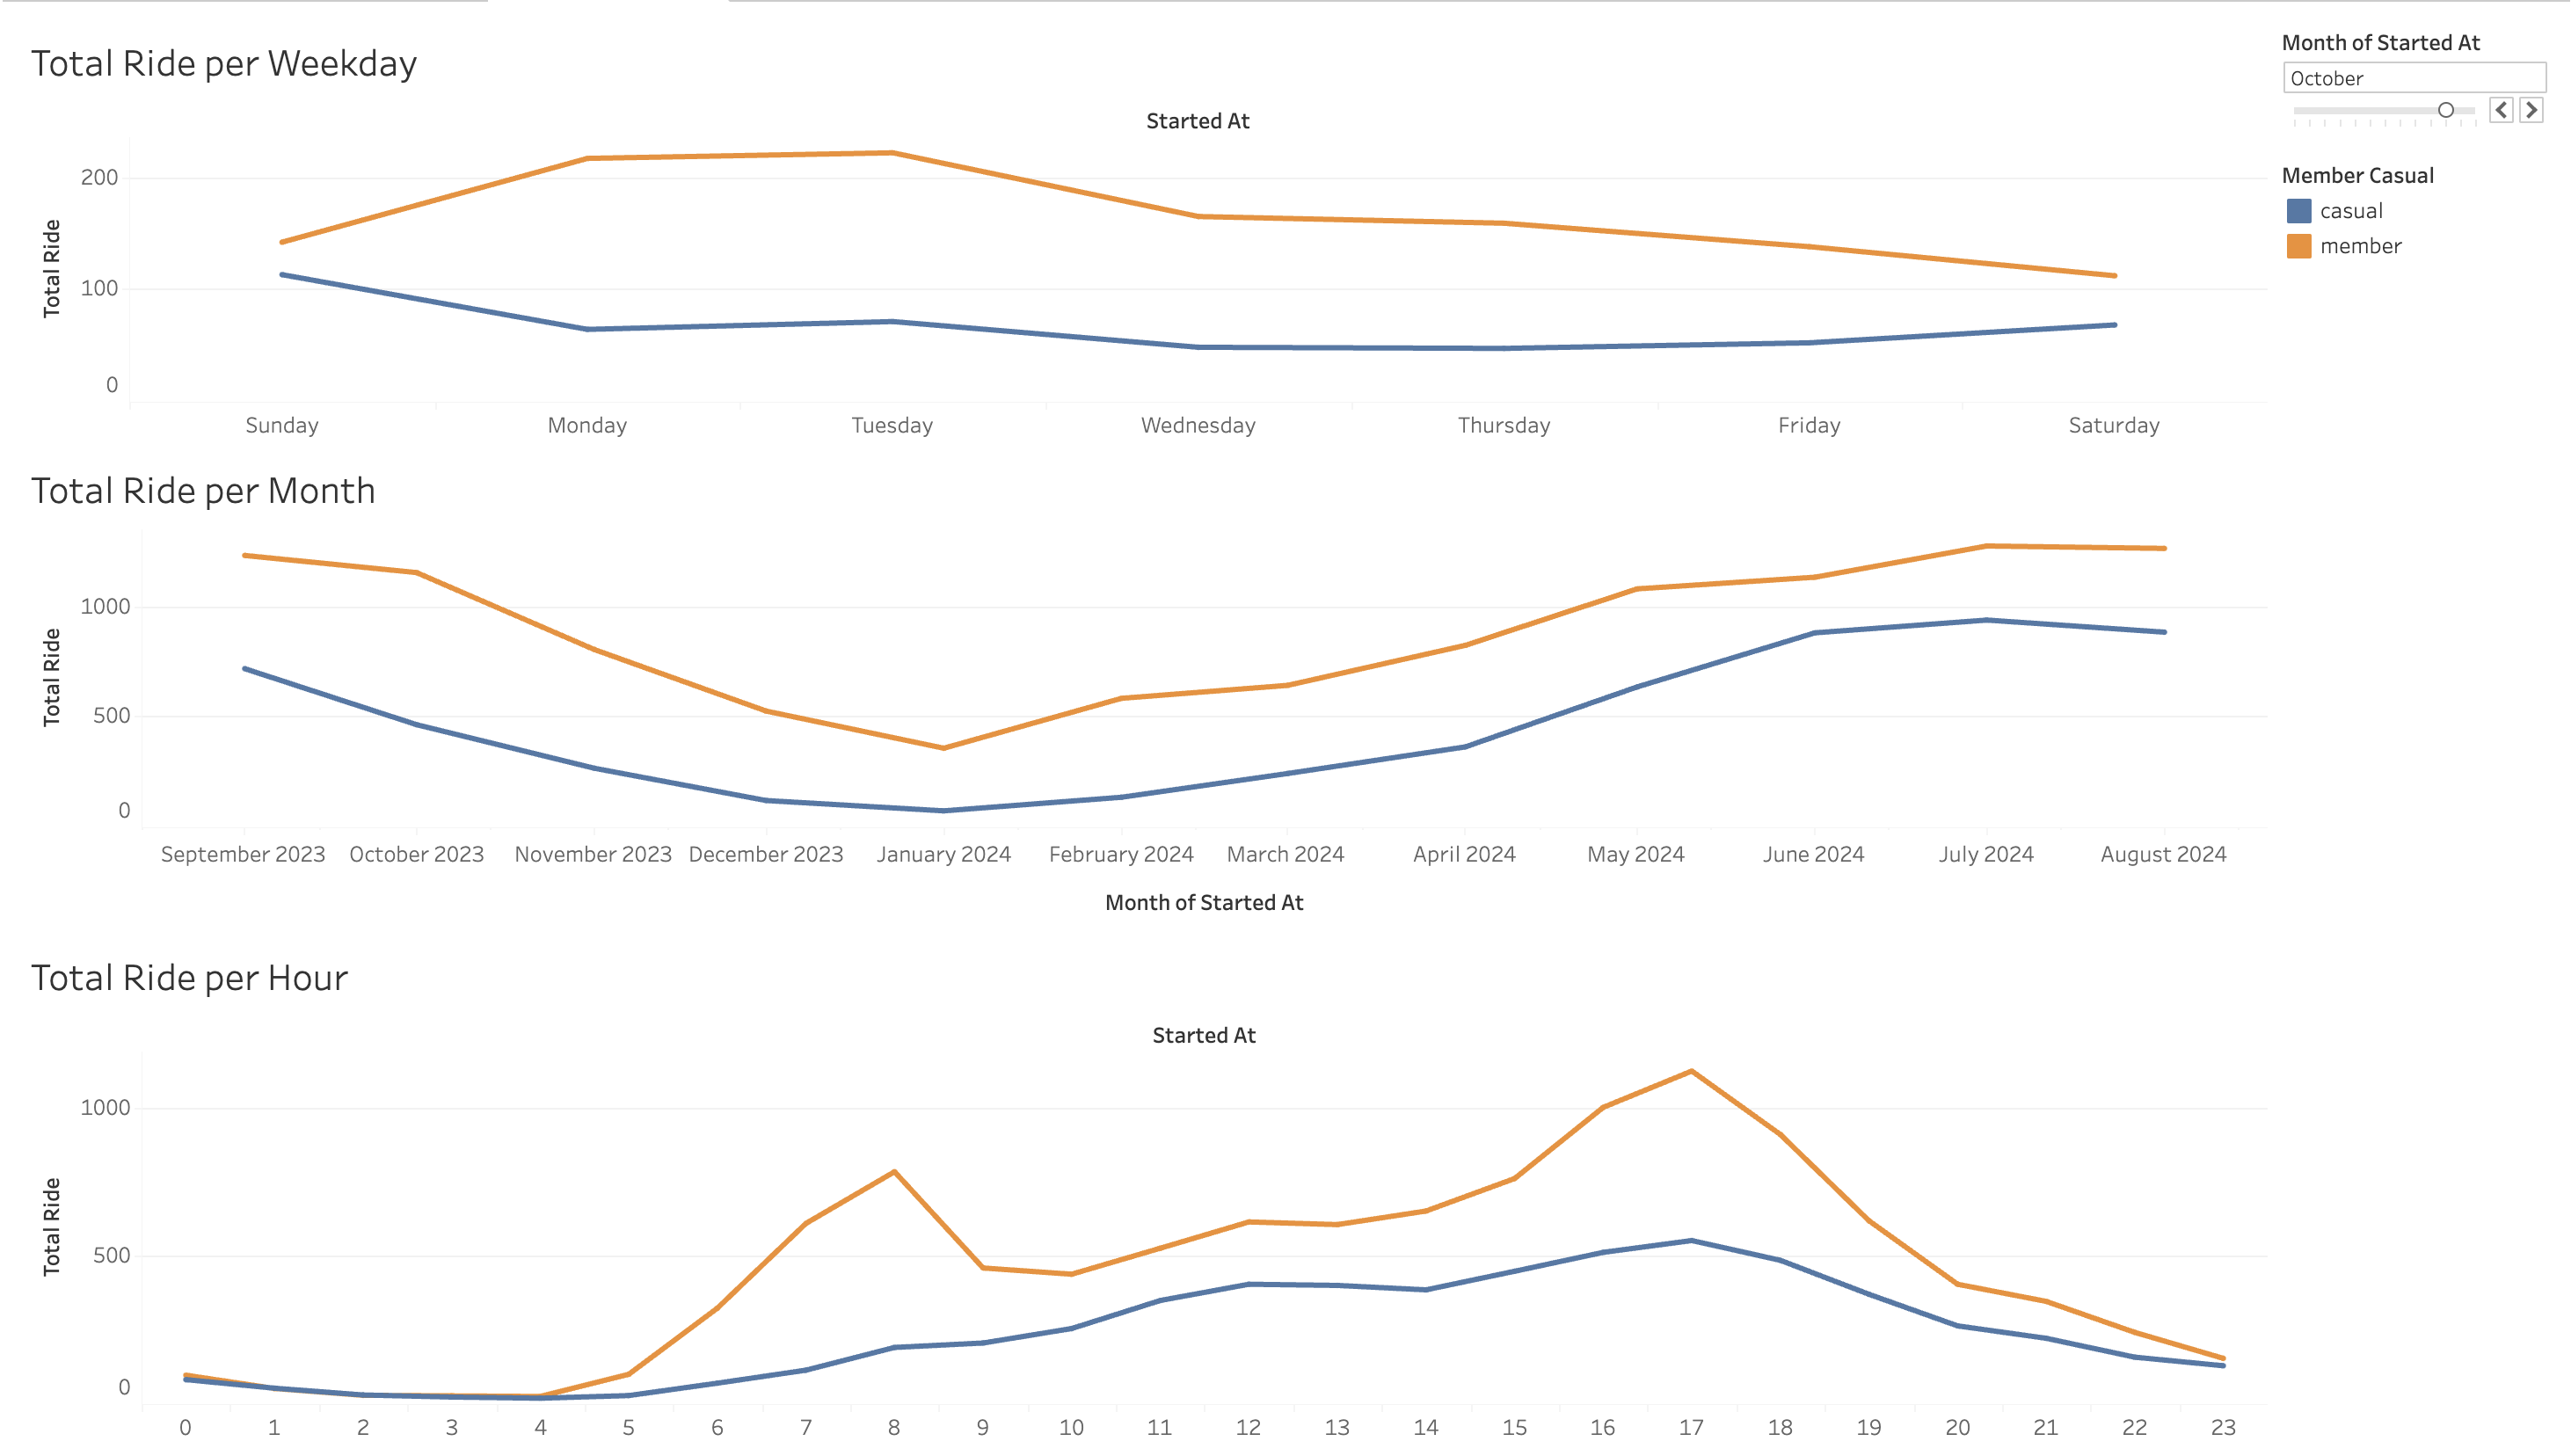 Total Ride per Weekday
Started At
Total Ride
200
100
0
Sunday Monday Tuesday Wednesday Thursday Friday Saturday
Month of Started At
October
Member Casual
casual
member
Total Ride per Month
Total Ride
1000
500
0
September 2023 October 2023 November 2023 December 2023 January 2024 February 2024 March 2024 April 2024 May 2024 June 2024 July 2024 August 2024
Month of Started At
Total Ride per Hour
Started At
Total Ride
1000
500
0
0 1 2 3 4 5 6 7 8 9 10 11 12 13 14 15 16 17 18 19 20 21 22 23